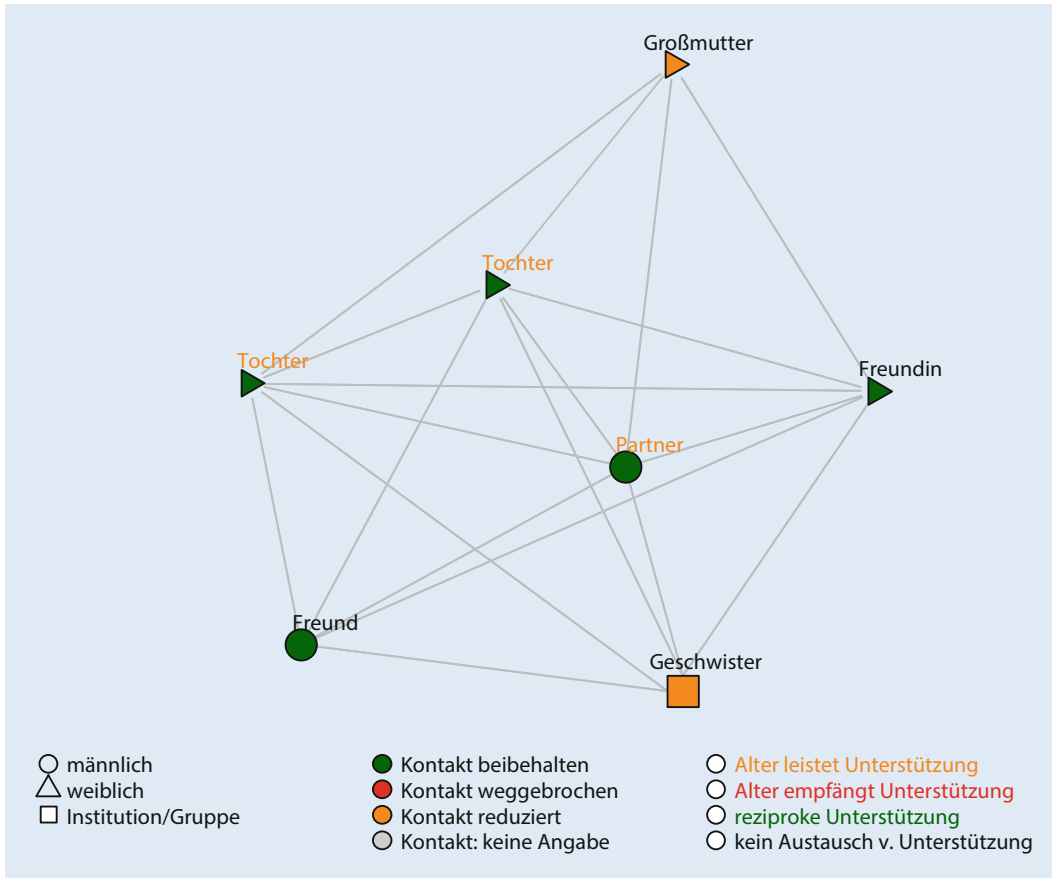 Großmutter
Tochter
Tochter
Freundin
Partner
Freund
Geschwister
männlich
weiblich
Institution/Gruppe
Kontakt beibehalten
Kontakt weggebrochen
Kontakt reduziert
Kontakt: keine Angabe
Alter leistet Unterstützung
Alter empfängt Unterstützung
reziproke Unterstützung
kein Austausch v. Unterstützung